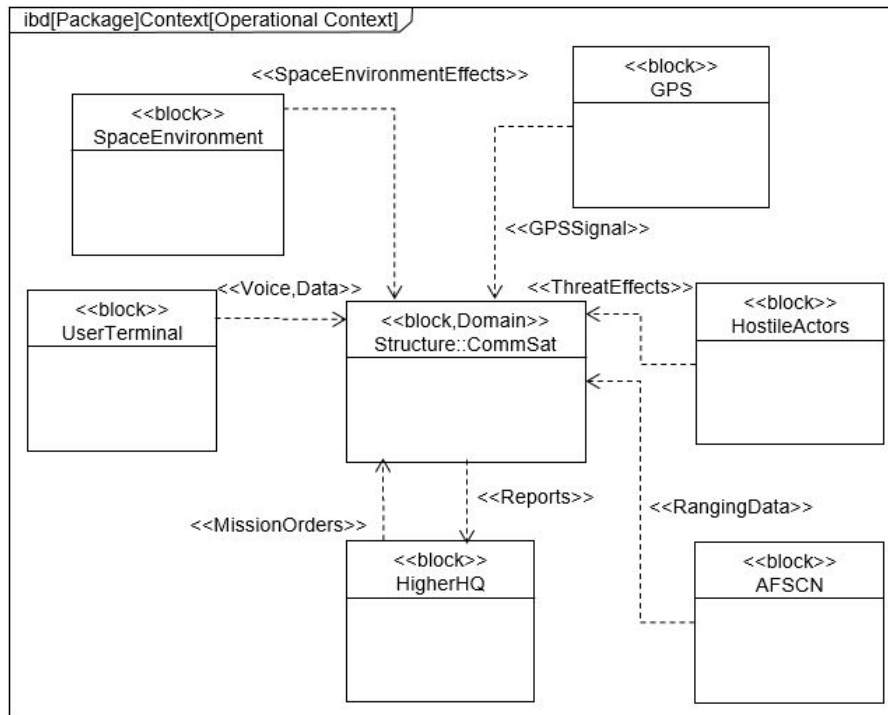 ibd[Package]Context[Operational Context]
<<SpaceEnvironmentEffects>>
<<block>>
GPS
<<block>>
SpaceEnvironment
<<GPSSignal>>
<<Voice,Data>>
<<ThreatEffects>>
<<block>>
UserTerminal
<<block,Domain>>
Structure::CommSat
<<block>>
HostileActors
<<Reports>>
<<RangingData>>
<<MissionOrders>>
<<block>>
HigherHQ
<<block>>
AFSCN